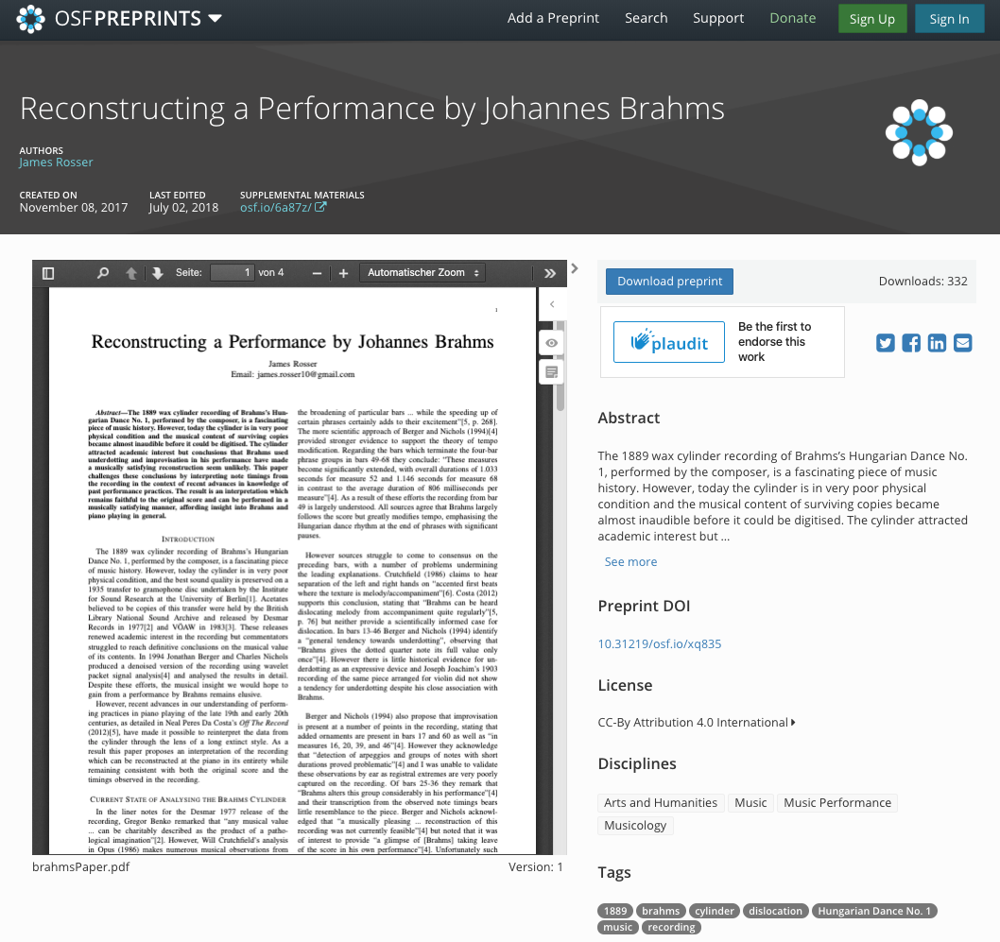 OSFPREPRINTS
Add a Preprint Search Support Donate Sign Up Sign In
Reconstructing a Performance by Johannes Brahms
AUTHORS
James Rosser
CREATED ON
November 08, 2017
LAST EDITED
July 02, 2018
SUPPLEMENTAL MATERIALS
osf.io/6a87z/
Seite: 1 von 4 Automatischer Zoom
1
Reconstructing a Performance by Johannes Brahms
James Rosser
Email: james.rosser10@gmail.com
Abstract—The 1889 wax cylinder recording of Brahms's Hun-
garian Dance No. 1, performed by the composer, is a fascinating
piece of music history. However, today the cylinder is in very poor
physical condition and the musical content of surviving copies
became almost inaudible before it could be digitised. The cylinder
attracted academic interest but conclusions that Brahms used
underdotting and improvisation in his performance have made
a musically satisfying reconstruction seem unlikely. This paper
challenges these conclusions by interpreting note timings from
the recording in the context of recent advances in knowledge of
past performance practices. The result is an interpretation which
remains faithful to the original score and can be performed in a
musically satisfying manner, affording insight into Brahms and
piano playing in general.
INTRODUCTION
The 1889 wax cylinder recording of Brahms's Hungarian
Dance No. 1, performed by the composer, is a fascinating piece
of music history. However, today the cylinder is in very poor
physical condition, and the best sound quality is preserved on a
1935 transfer to gramophone disc undertaken by the Institute
for Sound Research at the University of Berlin[1]. Acetates
believed to be copies of this transfer were held by the British
Library National Sound Archive and released by Desmar
Records in 1977[2] and VÖAW in 1983[3]. These releases
renewed academic interest in the recording but commentators
struggled to reach definitive conclusions on the musical value
of its contents. In 1994 Jonathan Berger and Charles Nichols
produced a denoised version of the recording using wavelet
packet signal analysis[4] and analysed the results in detail.
Despite these efforts, the musical insight we would hope to
gain from a performance by Brahms remains elusive.
However, recent advances in our understanding of perform-
ing practices in piano playing of the late 19th and early 20th
centuries, as detailed in Neal Peres Da Costa's Off The Record
(2012)[5], have made it possible to reinterpret the data from
the cylinder through the lens of a long extinct style. As a
result this paper proposes an interpretation of the recording
which can be reconstructed at the piano in its entirety while
remaining consistent with both the original score and the
timings observed in the recording.
CURRENT STATE OF ANALYSING THE BRAHMS CYLINDER
In the liner notes for the Desmar 1977 release of the
recording, Gregor Benko remarked that "any musical value
... can be charitably described as the product of a patho-
logical imagination"[2]. However, Will Crutchfield's analysis
in Opus (1986) makes numerous musical observations from
the broadening of particular bars ... while the speeding up of
certain phrases certainly adds to their excitement"[5, p. 268].
The more scientific approach of Berger and Nichols (1994)[4]
provided stronger evidence to support the theory of tempo
modification. Regarding the bars which terminate the four-bar
phrase groups in bars 49-68 they conclude: "These measures
become significantly extended, with overall durations of 1.033
seconds for measure 52 and 1.146 seconds for measure 68
in contrast to the average duration of 806 milliseconds per
measure"[4]. As a result of these efforts the recording from bar
49 is largely understood. All sources agree that Brahms largely
follows the score but greatly modifies tempo, emphasising the
Hungarian dance rhythm at the end of phrases with significant
pauses.
However sources struggle to come to consensus on the
preceding bars, with a number of problems undermining
the leading explanations. Crutchfield (1986) claims to hear
separation of the left and right hands on "accented first beats
where the texture is melody/accompaniment"[6]. Costa (2012)
supports this conclusion, stating that "Brahms can be heard
dislocating melody from accompaniment quite regularly"[5,
p. 76] but neither provide a scientifically informed case for
dislocation. In bars 13-46 Berger and Nichols (1994) identify
a "general tendency towards underdotting", observing that
"Brahms gives the dotted quarter note its full value only
once"[4]. However there is little historical evidence for un-
derdotting as an expressive device and Joseph Joachim's 1903
recording of the same piece arranged for violin did not show
a tendency for underdotting despite his close association with
Brahms.
Berger and Nichols (1994) also propose that improvisation
is present at a number of points in the recording, stating that
added ornaments are present in bars 17 and 60 as well as "in
measures 16, 20, 39, and 46"[4]. However they acknowledge
that "detection of arpeggios and groups of notes with short
durations proved problematic"[4] and I was unable to validate
these observations by ear as registral extremes are very poorly
captured on the recording. Of bars 25-36 they remark that
"Brahms alters this group considerably in his performance"[4]
and their transcription from the observed note timings bears
little resemblance to the piece. Berger and Nichols acknowl-
edged that "a musically pleasing ... reconstruction of this
recording was not currently feasible"[4] but noted that it was
of interest to provide "a glimpse of [Brahms] taking leave
of the score in his own performance"[4]. Unfortunately such
brahmsPaper.pdf Version: 1
Download preprint Downloads: 332
plaudit
Be the first to
endorse this
work
Abstract
The 1889 wax cylinder recording of Brahms's Hungarian Dance No.
1, performed by the composer, is a fascinating piece of music
history. However, today the cylinder is in very poor physical
condition and the musical content of surviving copies became
almost inaudible before it could be digitised. The cylinder attracted
academic interest but ...
See more
Preprint DOI
10.31219/osf.io/xq835
License
CC-By Attribution 4.0 International
Disciplines
Arts and Humanities Music Music Performance
Musicology
Tags
1889 brahms cylinder dislocation Hungarian Dance No. 1
music recording